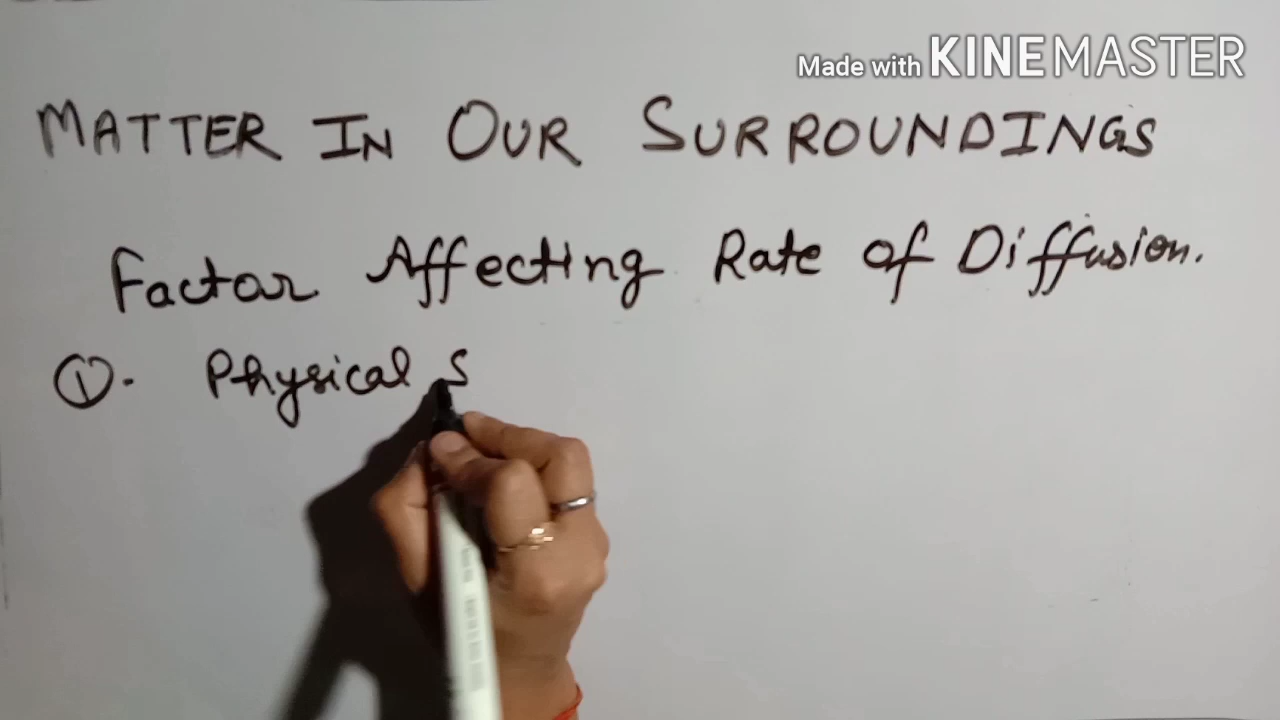 Made with KINEMASTER
MATTER IN OUR SURROUNDINGS
Factor Affecting Rate of Diffusion.
①. Physical S